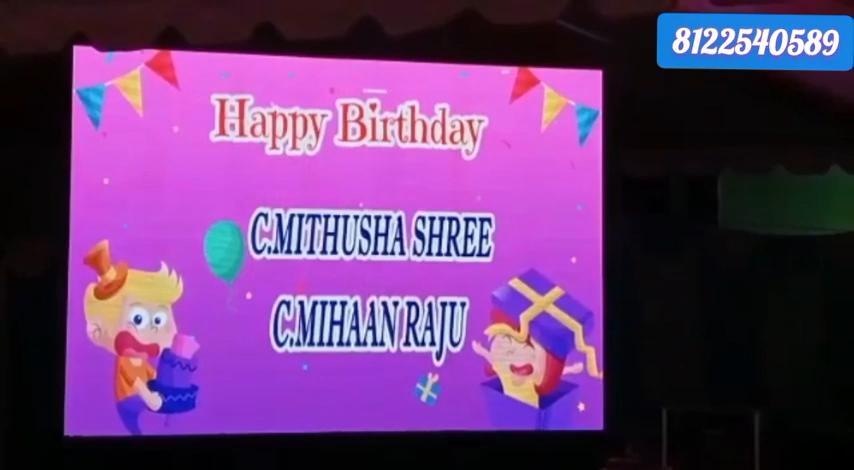 8122540589
Happy Birthday
C.MITHUSHA SHREE
C.MIHAAN RAJU